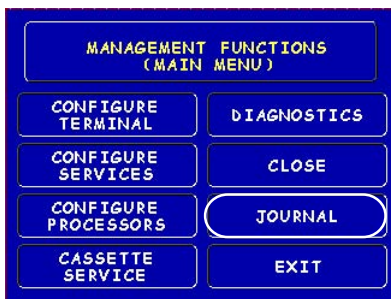 MANAGEMENT FUNCTIONS
(MAIN MENU)
CONFIGURE
TERMINAL
DIAGNOSTICS
CONFIGURE
SERVICES
CLOSE
CONFIGURE
PROCESSORS
JOURNAL
CASSETTE
SERVICE
EXIT